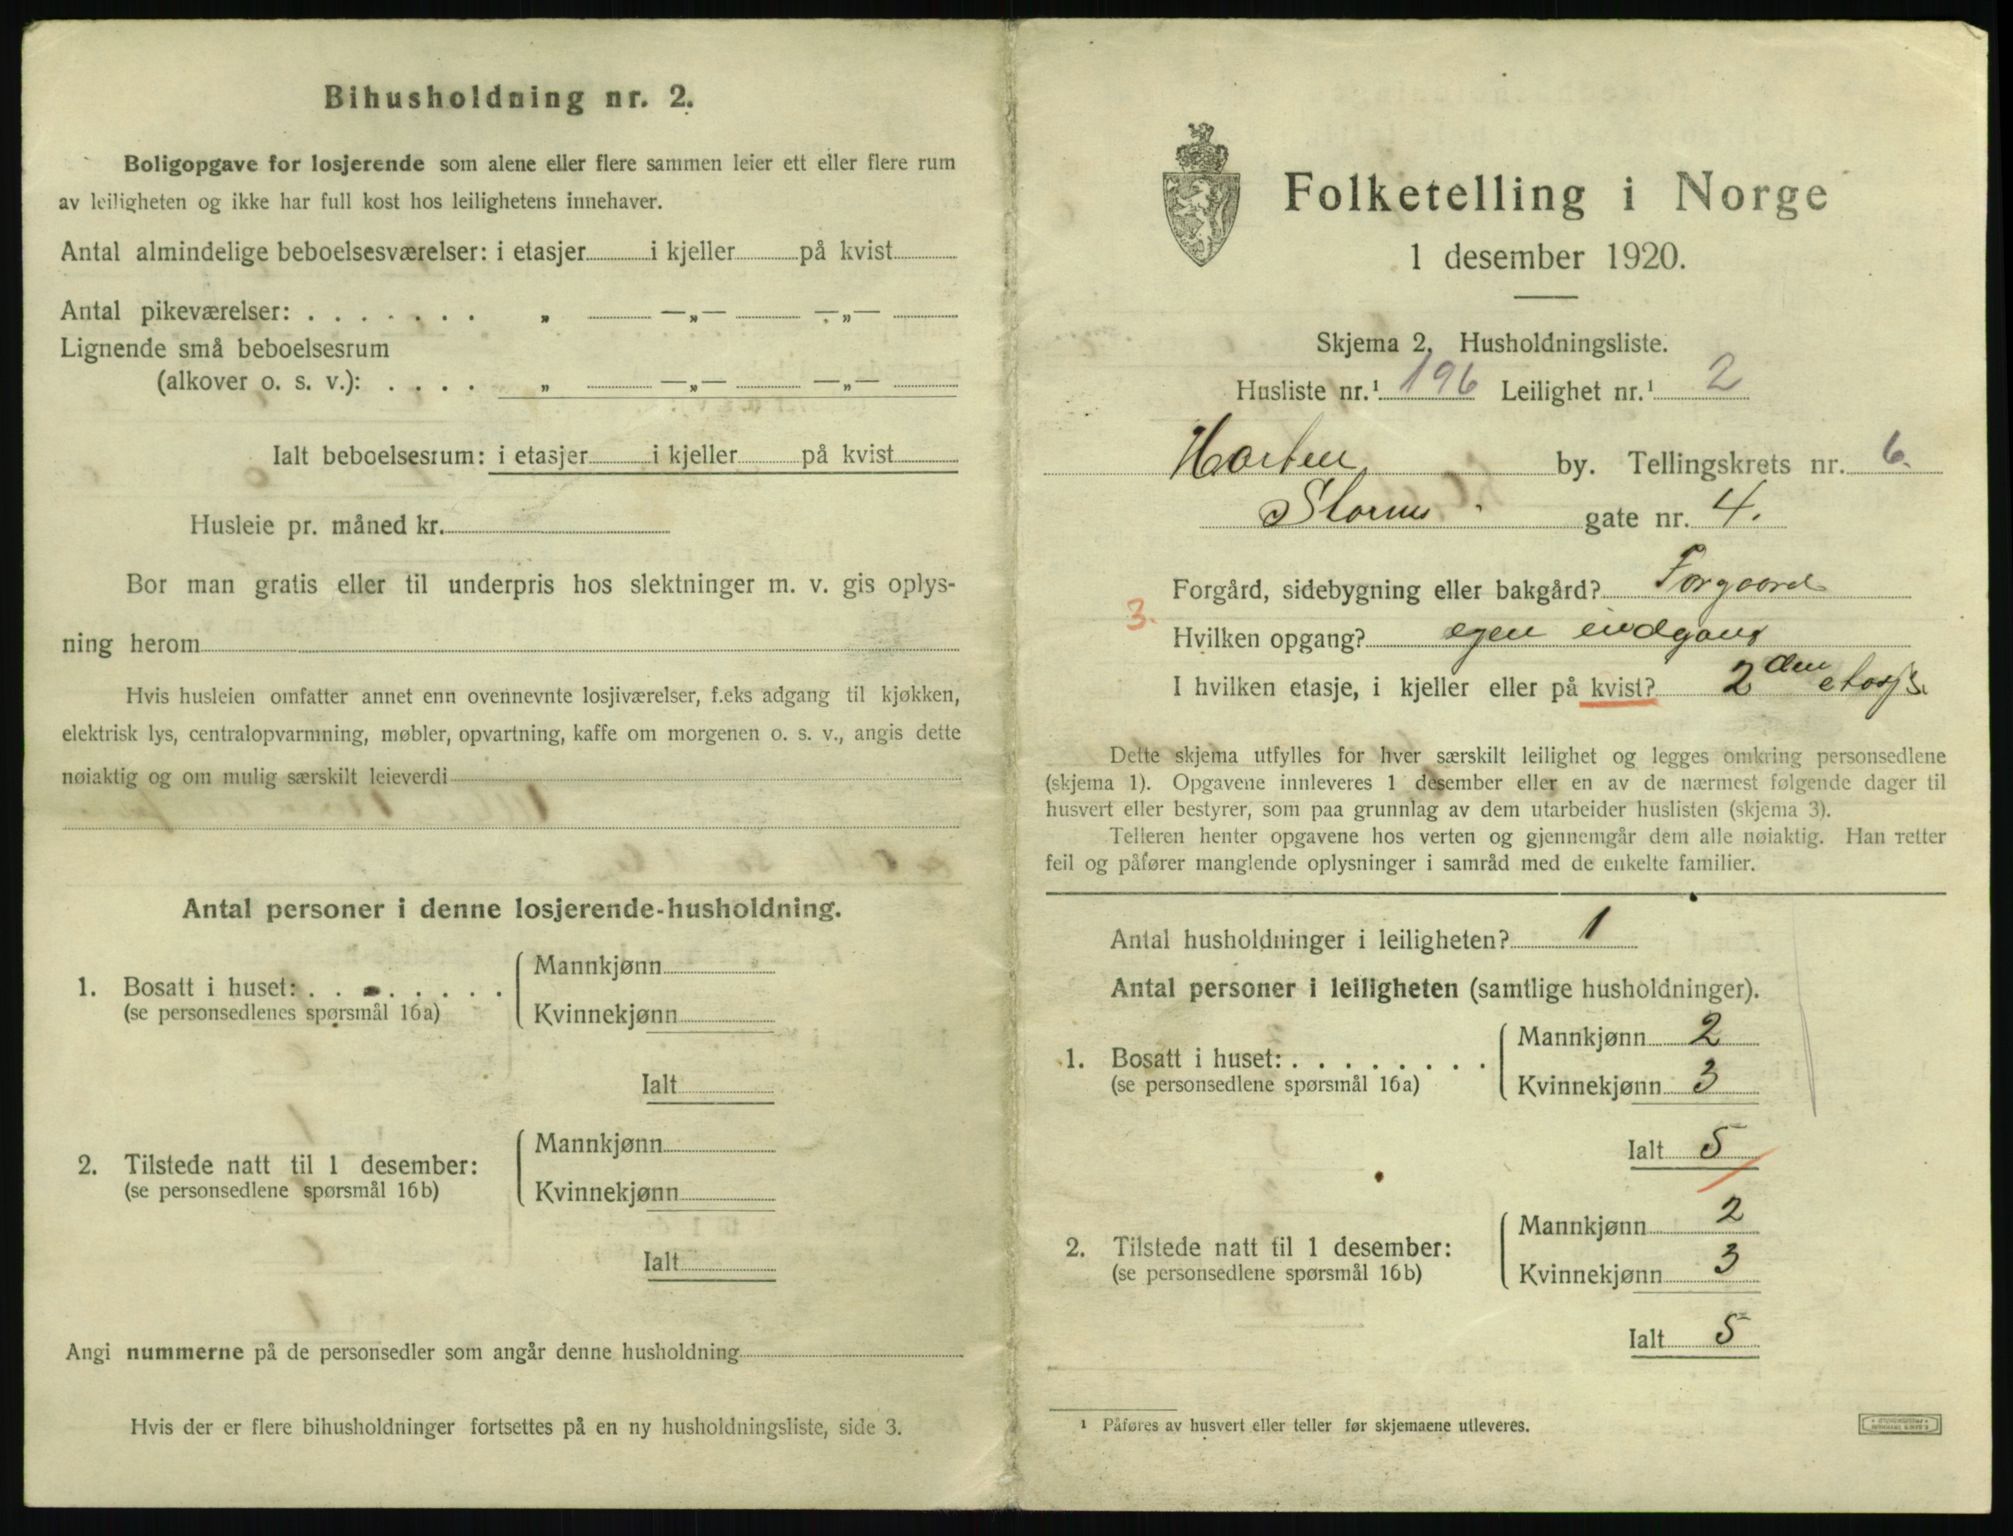 Bihusholdning nr. 2.
Boligopgave for losjerende som alene eller flere sammen leier ett eller flere rum
av leiligheten og ikke har full kost hos leilighetens innehaver.
Antal almindelige beboelsesværelser: i etasjer i kjeller på kvist
Antal pikeværelser: . . . . . . . „ —„— —„—
Lignende små beboelsesrum
(alkover o. s. v.): . . . . „ —„— —„—
Ialt beboelsesrum: i etasjer i kjeller på kvist
Husleie pr. måned kr.
Bor man gratis eller til underpris hos slektninger m. v. gis oplys-
ning herom
Hvis husleien omfatter annet enn ovennevnte losjiværelser, f.eks adgang til kjøkken,
elektrisk lys, centralopvarmning, møbler, opvartning, kaffe om morgenen o. s. v., angis dette
nøiaktig og om mulig særskilt leieverdi
Antal personer i denne losjerende-husholdning.
1. Bosatt i huset: . . . . . . . .
(se personsedlenes spørsmål 16a)
Mannkjønn
Kvinnekjønn
Ialt
2. Tilstede natt til 1 desember:
(se personsedlene spørsmål 16b)
Mannkjønn
Kvinnekjønn
Ialt
Angi nummerne på de personsedler som angår denne husholdning
Hvis der er flere bihusholdninger fortsettes på en ny husholdningsliste, side 3.
Folketelling i Norge
1 desember 1920.
Skjema 2. Husholdningsliste.
Husliste nr.¹ 196 Leilighet nr.¹ 2
Horten by. Tellingskrets nr. 6.
Storms gate nr. 4.
Forgård, sidebygning eller bakgård? Forgaard
3.
Hvilken opgang? egen indgang
I hvilken etasje, i kjeller eller på kvist? 2den etasje.
Dette skjema utfylles for hver særskilt leilighet og legges omkring personsedlene
(skjema 1). Opgavene innleveres 1 desember eller en av de nærmest følgende dager til
husvert eller bestyrer, som paa grunnlag av dem utarbeider huslisten (skjema 3).
Telleren henter opgavene hos verten og gjennemgår dem alle nøiaktig. Han retter
feil og påfører manglende oplysninger i samråd med de enkelte familier.
Antal husholdninger i leiligheten? 1
Antal personer i leiligheten (samtlige husholdninger).
1. Bosatt i huset: . . . . . . . .
(se personsedlene spørsmål 16a)
Mannkjønn 2
Kvinnekjønn 3
Ialt 5
2. Tilstede natt til 1 desember:
(se personsedlene spørsmål 16b)
Mannkjønn 2
Kvinnekjønn 3
Ialt 5
¹ Påføres av husvert eller teller før skjemaene utleveres.